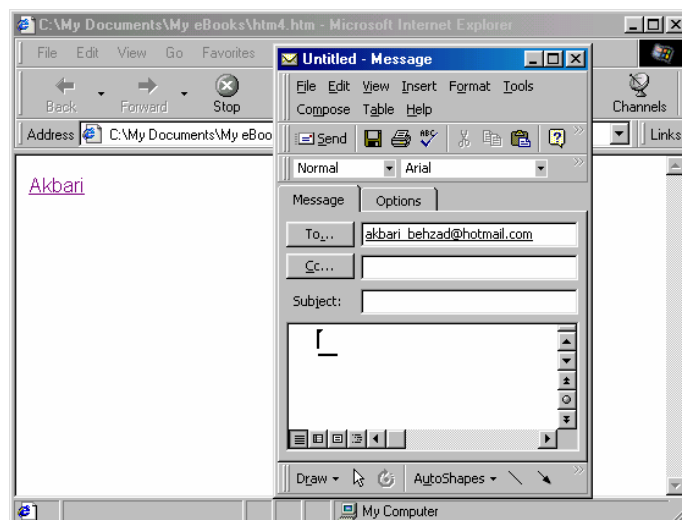 C:\My Documents\My eBooks\htm4.htm - Microsoft Internet Explorer
File Edit View Go Favorites
Back Forward Stop Channels
Address C:\My Documents\My eBoo Links
Akbari
Untitled - Message
File Edit View Insert Format Tools
Compose Table Help
Send
Normal Arial
Message Options
To... akbari_behzad@hotmail.com
Cc...
Subject:
Draw AutoShapes
My Computer